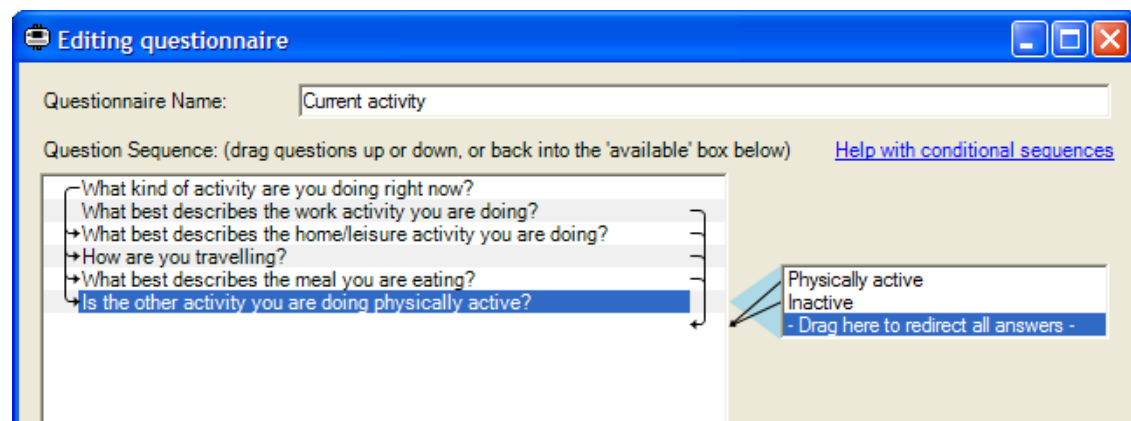 Editing questionnaire
Questionnaire Name: Current activity
Question Sequence: (drag questions up or down, or back into the 'available' box below) Help with conditional sequences
What kind of activity are you doing right now?
What best describes the work activity you are doing?
What best describes the home/leisure activity you are doing?
How are you travelling?
What best describes the meal you are eating?
Is the other activity you are doing physically active?
Physically active
Inactive
- Drag here to redirect all answers -